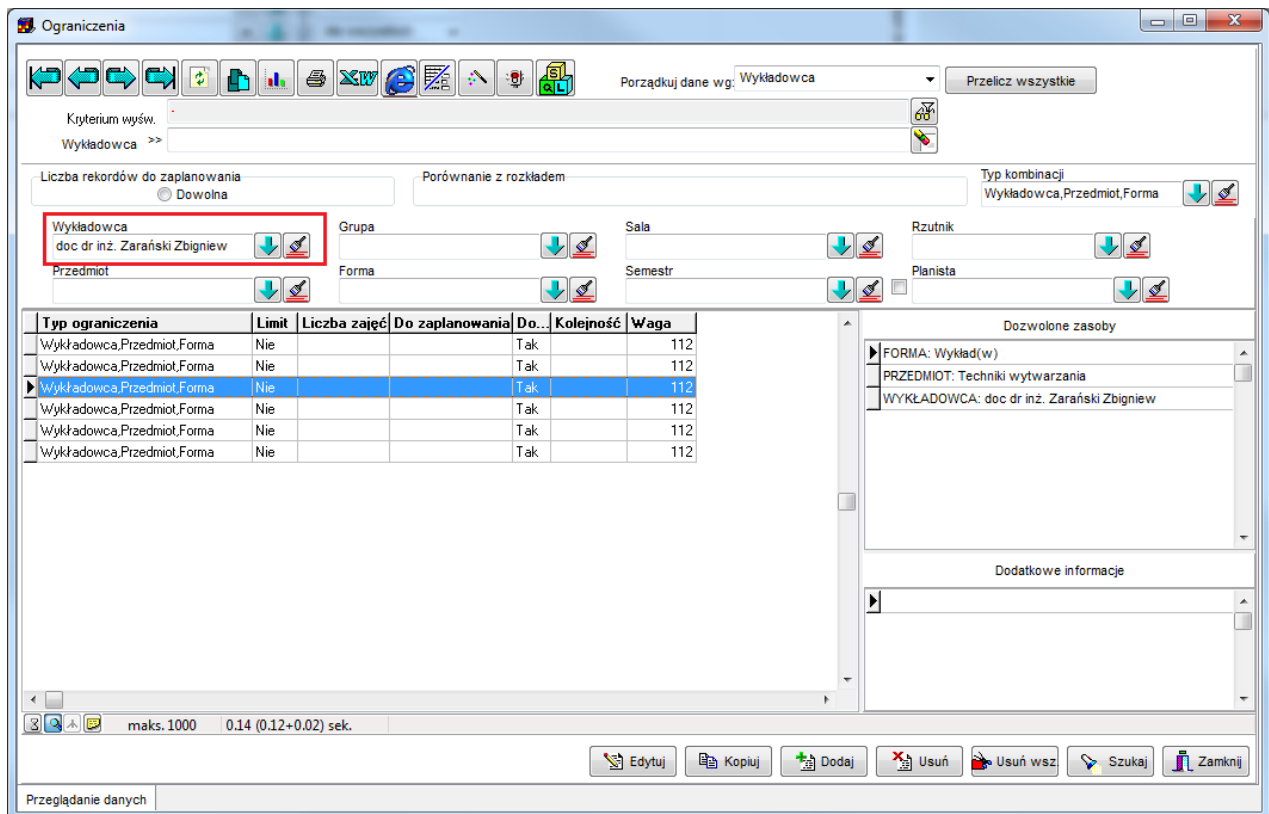 Ograniczenia
Porządkuj dane wg: Wykładowca Przelicz wszystkie
Kryterium wyśw. -
Wykładowca >>
Liczba rekordów do zaplanowania Porównanie z rozkładem Typ kombinacji
Dowolna Wykładowca,Przedmiot,Forma
Wykładowca Grupa Sala Rzutnik
doc dr inż. Zarański Zbigniew
Przedmiot Forma Semestr Planista
Typ ograniczenia Limit Liczba zajęć Do zaplanowania Do... Kolejność Waga
Wykładowca,Przedmiot,Forma Nie Tak 112
Wykładowca,Przedmiot,Forma Nie Tak 112
Wykładowca,Przedmiot,Forma Nie Tak 112
Wykładowca,Przedmiot,Forma Nie Tak 112
Wykładowca,Przedmiot,Forma Nie Tak 112
Wykładowca,Przedmiot,Forma Nie Tak 112
Dozwolone zasoby
FORMA: Wykład(w)
PRZEDMIOT: Techniki wytwarzania
WYKŁADOWCA: doc dr inż. Zarański Zbigniew
Dodatkowe informacje
maks. 1000 0.14 (0.12+0.02) sek.
Edytuj Kopiuj Dodaj Usuń Usuń wsz Szukaj Zamknij
Przeglądanie danych